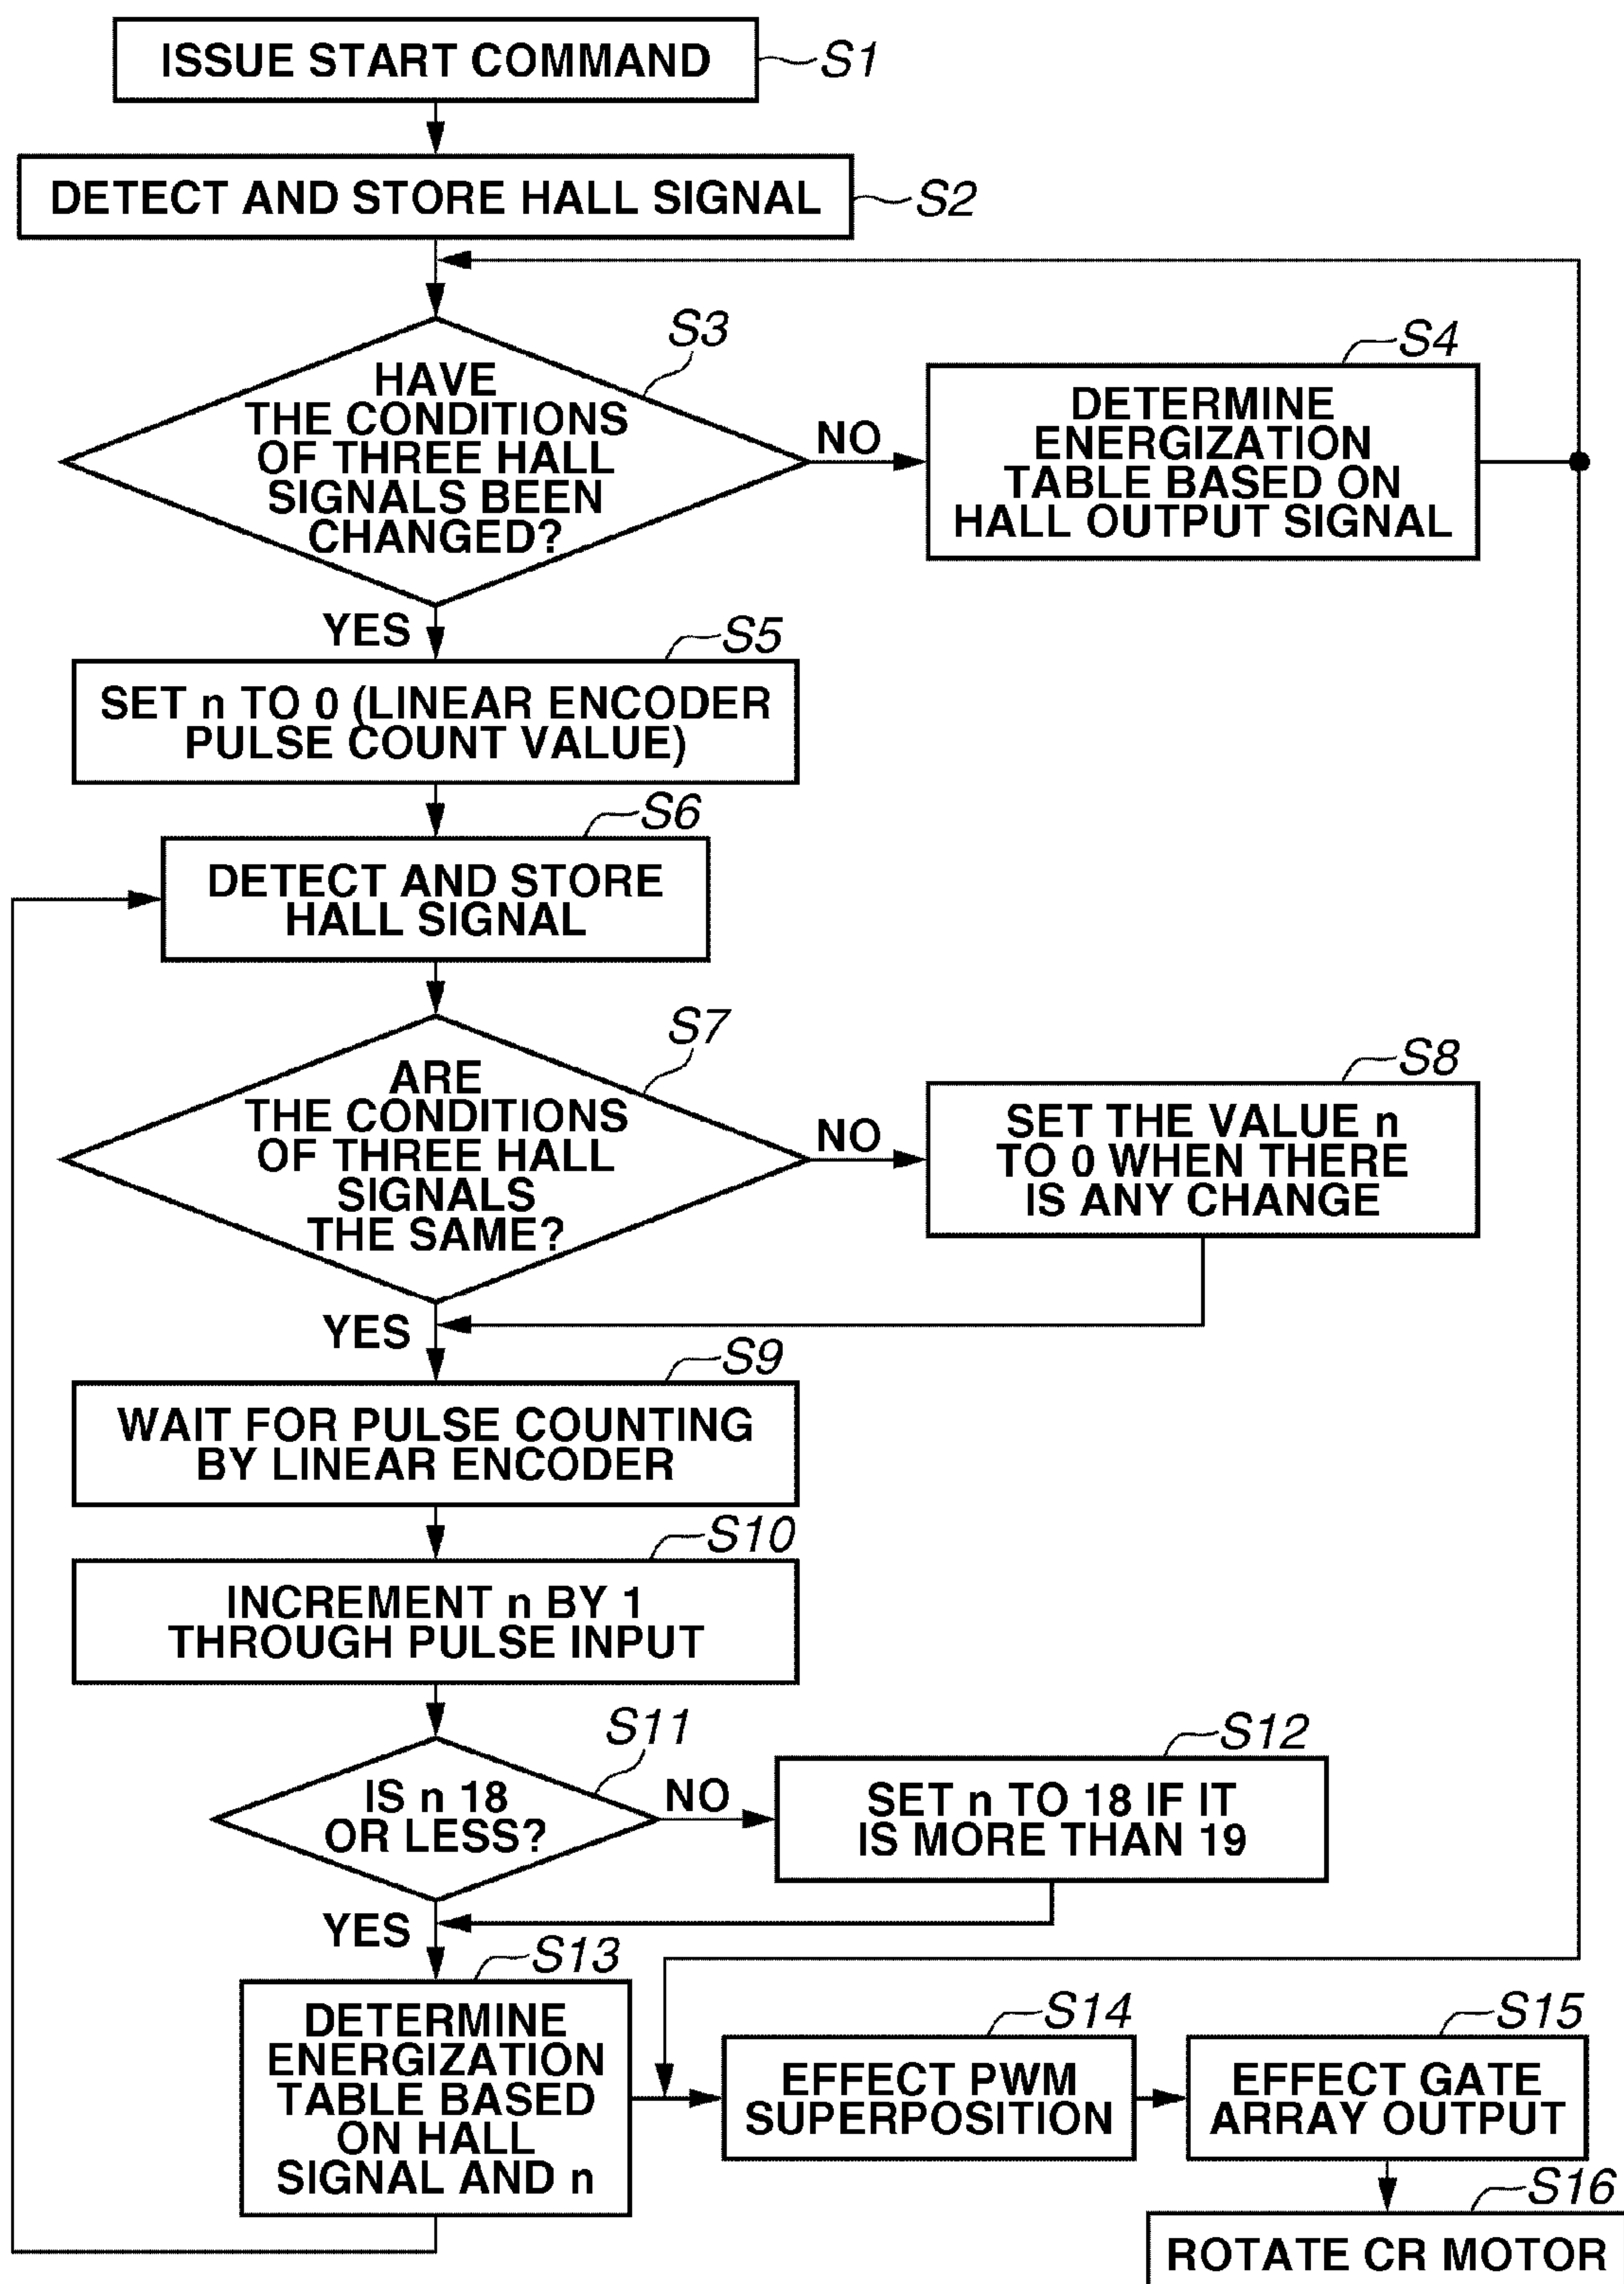 ISSUE START COMMAND
S1
DETECT AND STORE HALL SIGNAL
S2
S3
HAVE
THE CONDITIONS
OF THREE HALL
SIGNALS BEEN
CHANGED?
NO
S4
DETERMINE
ENERGIZATION
TABLE BASED ON
HALL OUTPUT SIGNAL
YES
S5
SET n TO 0 (LINEAR ENCODER
PULSE COUNT VALUE)
S6
DETECT AND STORE
HALL SIGNAL
S7
ARE
THE CONDITIONS
OF THREE HALL
SIGNALS
THE SAME?
NO
S8
SET THE VALUE n
TO 0 WHEN THERE
IS ANY CHANGE
YES
S9
WAIT FOR PULSE COUNTING
BY LINEAR ENCODER
S10
INCREMENT n BY 1
THROUGH PULSE INPUT
S11
IS n 18
OR LESS?
NO
S12
SET n TO 18 IF IT
IS MORE THAN 19
YES
S13
DETERMINE
ENERGIZATION
TABLE BASED
ON HALL
SIGNAL AND n
S14
EFFECT PWM
SUPERPOSITION
S15
EFFECT GATE
ARRAY OUTPUT
S16
ROTATE CR MOTOR